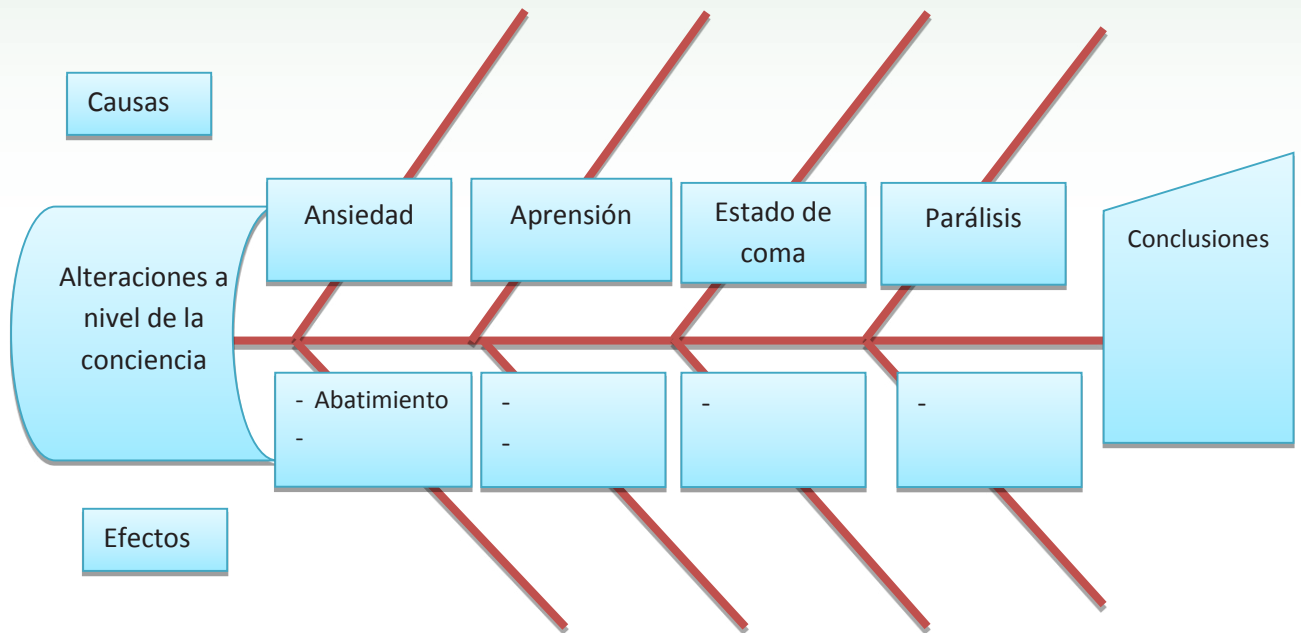 Causas
Ansiedad
Aprensión
Estado de
coma
Parálisis
Conclusiones
Alteraciones a
nivel de la
conciencia
- Abatimiento
-
-
-
-
-
Efectos